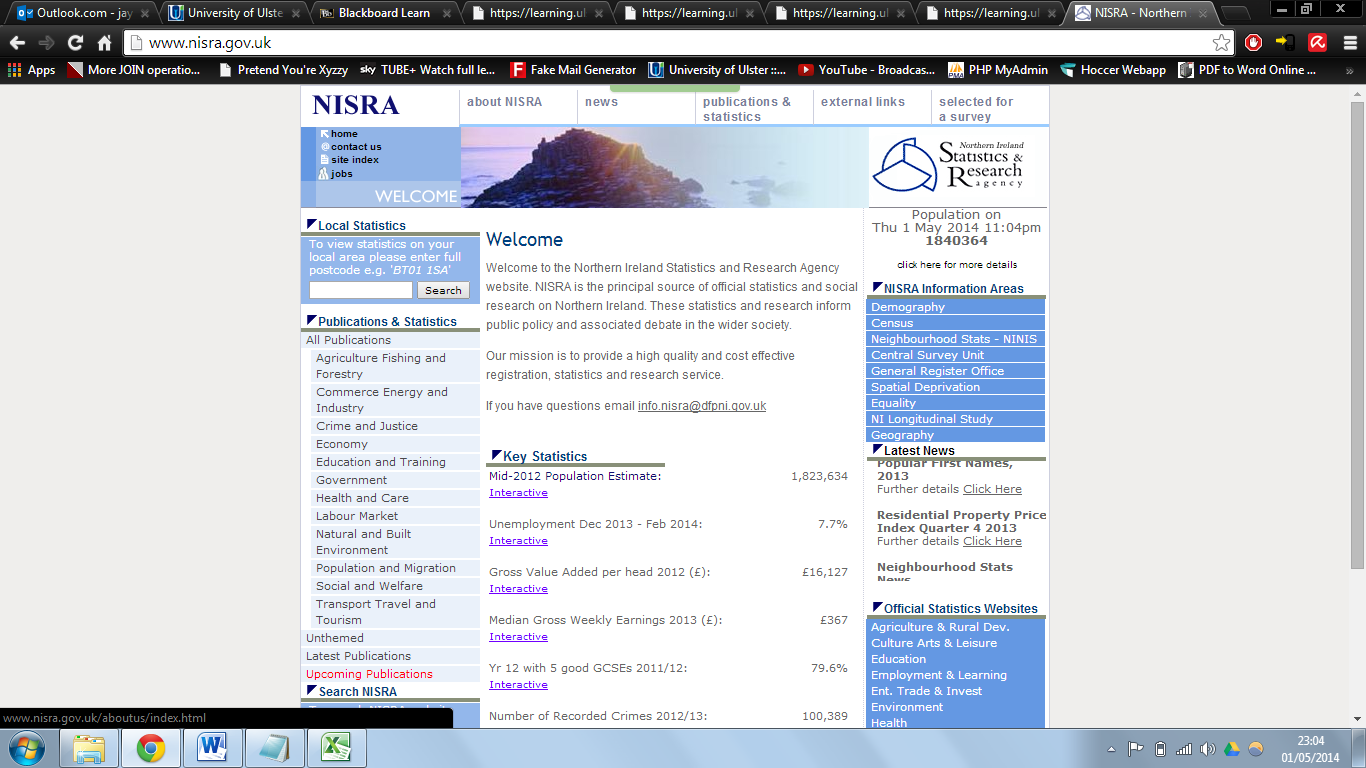 Outlook.com - jay
University of Ulste
Blackboard Learn
https://learning.ul
https://learning.ul
https://learning.ul
https://learning.ul
NISRA - Northern
www.nisra.gov.uk
Apps
More JOIN operatio...
Pretend You're Xyzzy
sky TUBE+ Watch full le...
Fake Mail Generator
University of Ulster ::...
YouTube - Broadcas...
PHP MyAdmin
Hoccer Webapp
PDF to Word Online ...
»
NISRA
about NISRA
news
publications &
statistics
external links
selected for
a survey
home
contact us
site index
jobs
WELCOME
Northern Ireland
Statistics &
Research
agency
Local Statistics
To view statistics on your
local area please enter full
postcode e.g. 'BT01 1SA'
Search
Publications & Statistics
All Publications
Agriculture Fishing and
Forestry
Commerce Energy and
Industry
Crime and Justice
Economy
Education and Training
Government
Health and Care
Labour Market
Natural and Built
Environment
Population and Migration
Social and Welfare
Transport Travel and
Tourism
Unthemed
Latest Publications
Upcoming Publications
Search NISRA
Welcome
Welcome to the Northern Ireland Statistics and Research Agency
website. NISRA is the principal source of official statistics and social
research on Northern Ireland. These statistics and research inform
public policy and associated debate in the wider society.
Our mission is to provide a high quality and cost effective
registration, statistics and research service.
If you have questions email info.nisra@dfpni.gov.uk
Key Statistics
Mid-2012 Population Estimate: 1,823,634
Interactive
Unemployment Dec 2013 - Feb 2014: 7.7%
Interactive
Gross Value Added per head 2012 (£): £16,127
Interactive
Median Gross Weekly Earnings 2013 (£): £367
Interactive
Yr 12 with 5 good GCSEs 2011/12: 79.6%
Interactive
Number of Recorded Crimes 2012/13: 100,389
Population on
Thu 1 May 2014 11:04pm
1840364
click here for more details
NISRA Information Areas
Demography
Census
Neighbourhood Stats - NINIS
Central Survey Unit
General Register Office
Spatial Deprivation
Equality
NI Longitudinal Study
Geography
Latest News
Popular First Names,
2013
Further details Click Here
Residential Property Price
Index Quarter 4 2013
Further details Click Here
Neighbourhood Stats
News
Official Statistics Websites
Agriculture & Rural Dev.
Culture Arts & Leisure
Education
Employment & Learning
Ent. Trade & Invest
Environment
Health
www.nisra.gov.uk/aboutus/index.html
23:04
01/05/2014